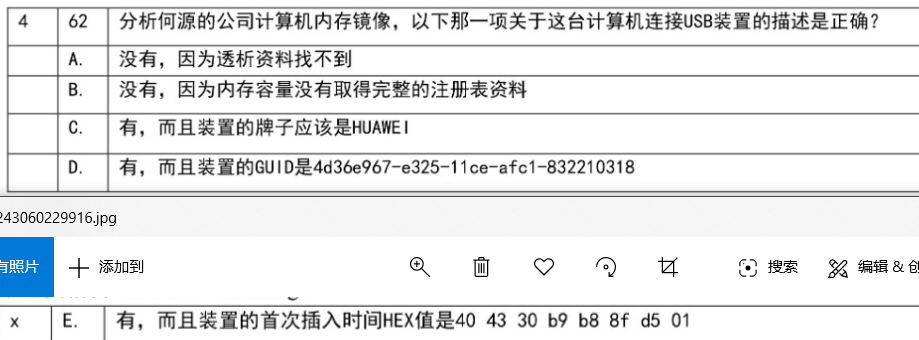 4 62 分析何源的公司计算机内存镜像，以下那一项关于这台计算机连接USB装置的描述是正确？
A. 没有，因为透析资料找不到
B. 没有，因为内存容量没有取得完整的注册表资料
C. 有，而且装置的牌子应该是HUAWEI
D. 有，而且装置的GUID是4d36e967-e325-11ce-afc1-832210318
243060229916.jpg
有照片 添加到 搜索 编辑 & 创
x E. 有，而且装置的首次插入时间HEX值是40 43 30 b9 b8 8f d5 01